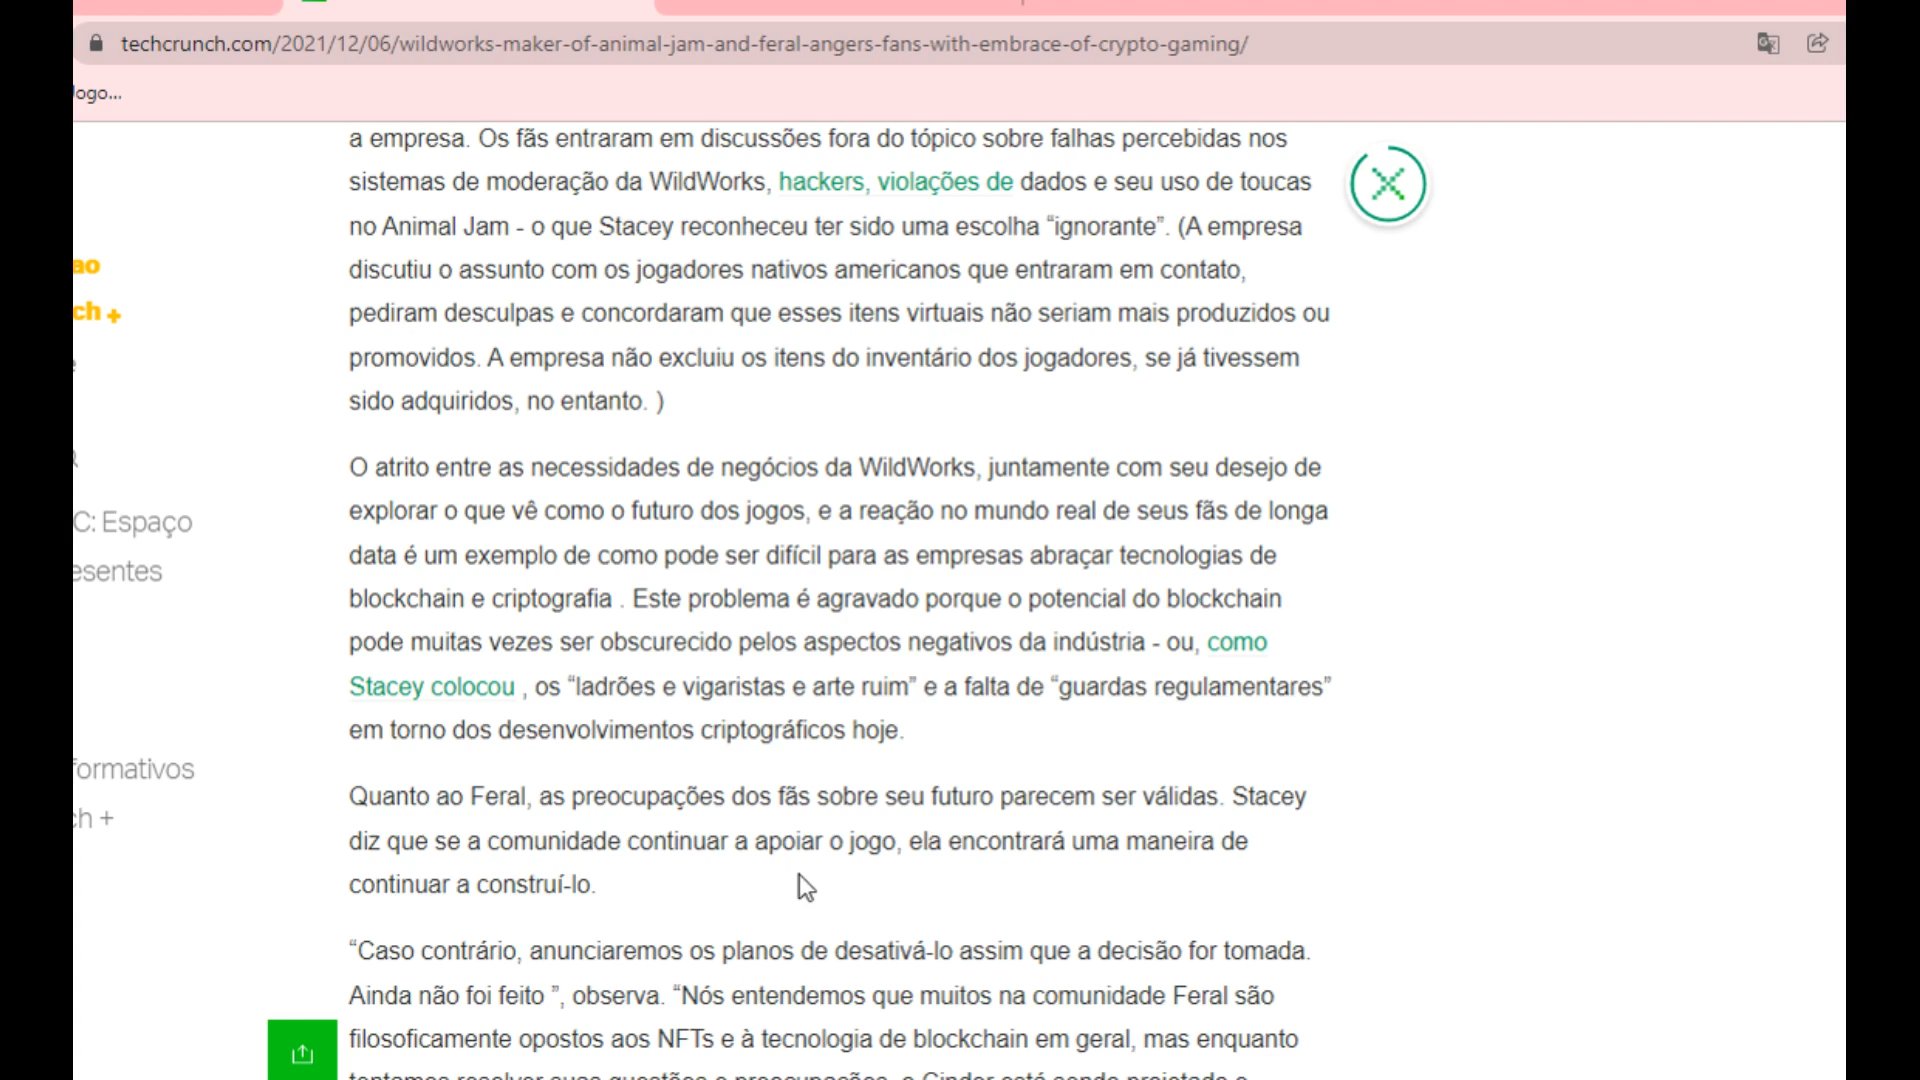 techcrunch.com/2021/12/06/wildworks-maker-of-animal-jam-and-feral-angers-fans-with-embrace-of-crypto-gaming/
ogo...
a empresa. Os fãs entraram em discussões fora do tópico sobre falhas percebidas nos
sistemas de moderação da WildWorks, hackers, violações de dados e seu uso de toucas
no Animal Jam - o que Stacey reconheceu ter sido uma escolha “ignorante”. (A empresa
discutiu o assunto com os jogadores nativos americanos que entraram em contato,
pediram desculpas e concordaram que esses itens virtuais não seriam mais produzidos ou
promovidos. A empresa não excluiu os itens do inventário dos jogadores, se já tivessem
sido adquiridos, no entanto. )
ao
ch +
e
C: Espaço
esentes
formativos
ch +
O atrito entre as necessidades de negócios da WildWorks, juntamente com seu desejo de
explorar o que vê como o futuro dos jogos, e a reação no mundo real de seus fãs de longa
data é um exemplo de como pode ser difícil para as empresas abraçar tecnologias de
blockchain e criptografia . Este problema é agravado porque o potencial do blockchain
pode muitas vezes ser obscurecido pelos aspectos negativos da indústria - ou, como
Stacey colocou , os “ladrões e vigaristas e arte ruim” e a falta de “guardas regulamentares”
em torno dos desenvolvimentos criptográficos hoje.
Quanto ao Feral, as preocupações dos fãs sobre seu futuro parecem ser válidas. Stacey
diz que se a comunidade continuar a apoiar o jogo, ela encontrará uma maneira de
continuar a construí-lo.
“Caso contrário, anunciaremos os planos de desativá-lo assim que a decisão for tomada.
Ainda não foi feito ”, observa. “Nós entendemos que muitos na comunidade Feral são
filosoficamente opostos aos NFTs e à tecnologia de blockchain em geral, mas enquanto
tentamos resolver suas questões e preocupações, o Cinder está sendo projetado e